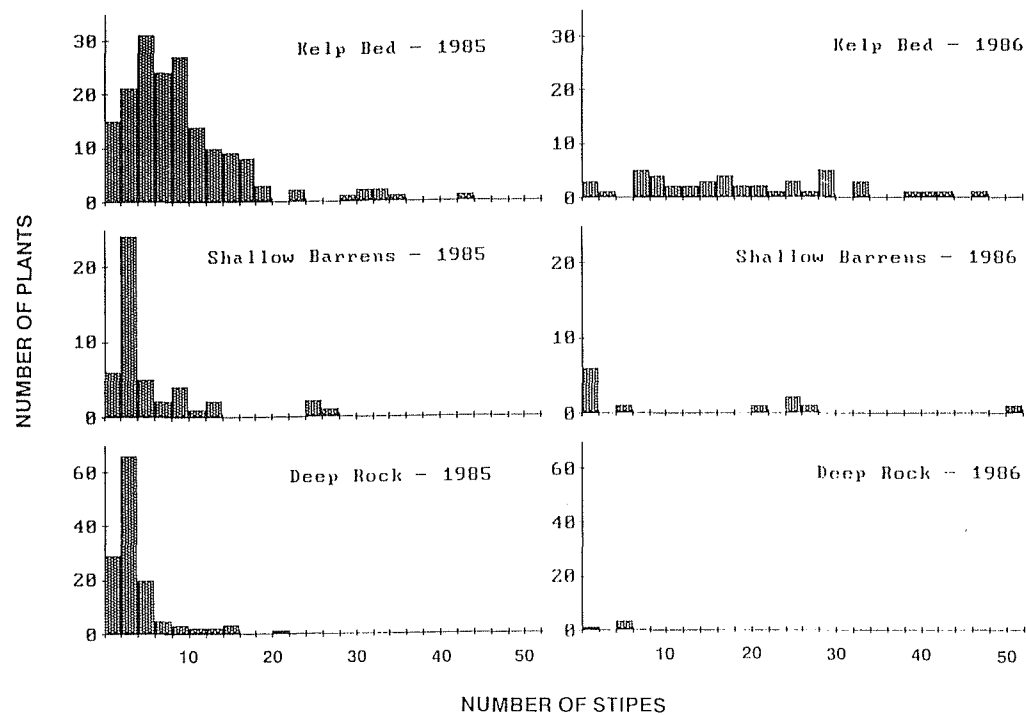 Kelp Bed - 1985
30
20
10
0
Kelp Bed - 1986
30
20
10
0
Shallow Barrens - 1985
20
10
0
Shallow Barrens - 1986
20
10
0
Deep Rock - 1985
60
40
20
0
10 20 30 40 50
Deep Rock - 1986
60
40
20
0
10 20 30 40 50
NUMBER OF PLANTS
NUMBER OF STIPES